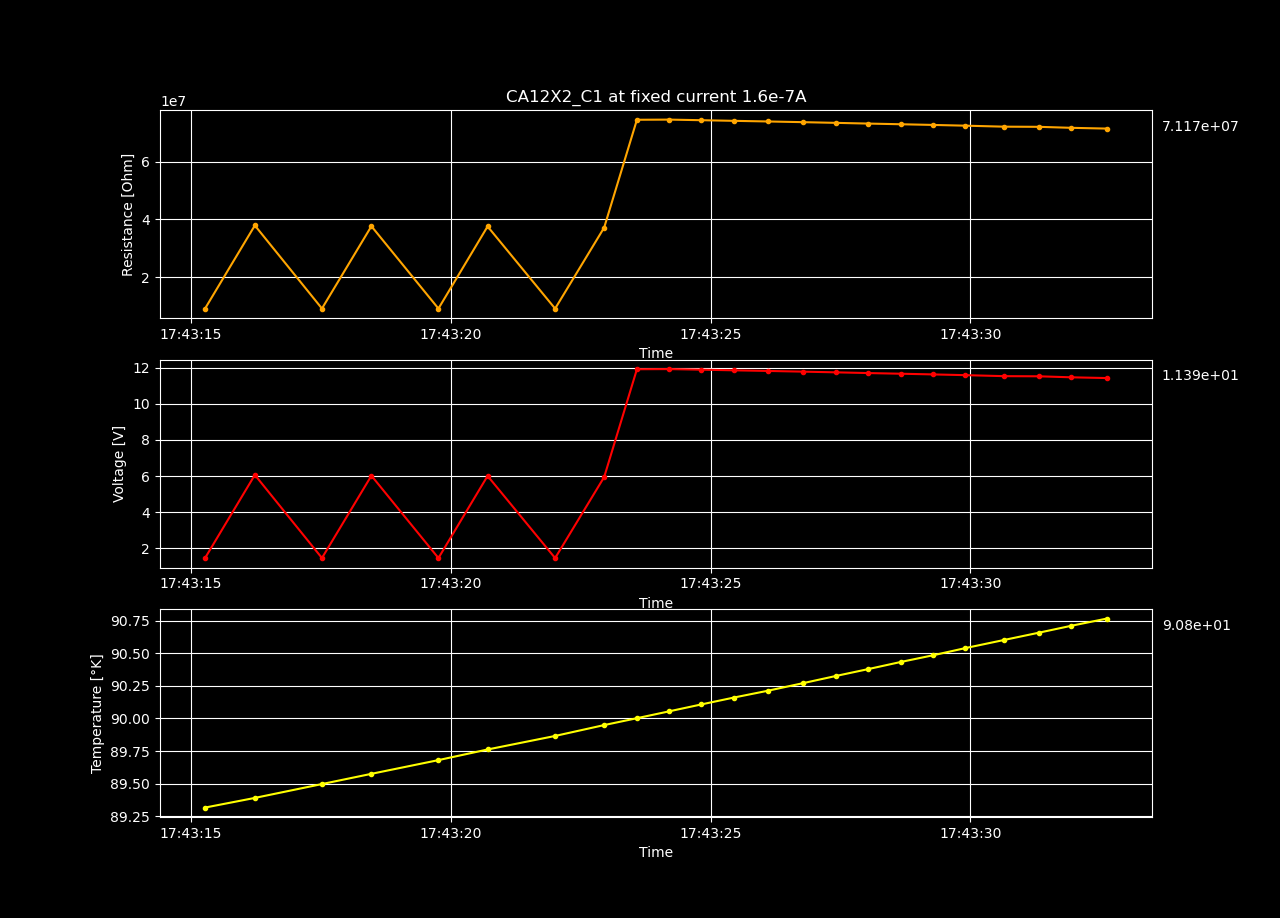 CA12X2_C1 at fixed current 1.6e-7A
1e7
7.117e+07
Resistance [Ohm]
6
4
2
17:43:15 17:43:20 17:43:25 17:43:30
Time
1.139e+01
Voltage [V]
12
10
8
6
4
2
17:43:15 17:43:20 17:43:25 17:43:30
Time
9.08e+01
Temperature [°K]
90.75
90.50
90.25
90.00
89.75
89.50
89.25
17:43:15 17:43:20 17:43:25 17:43:30
Time